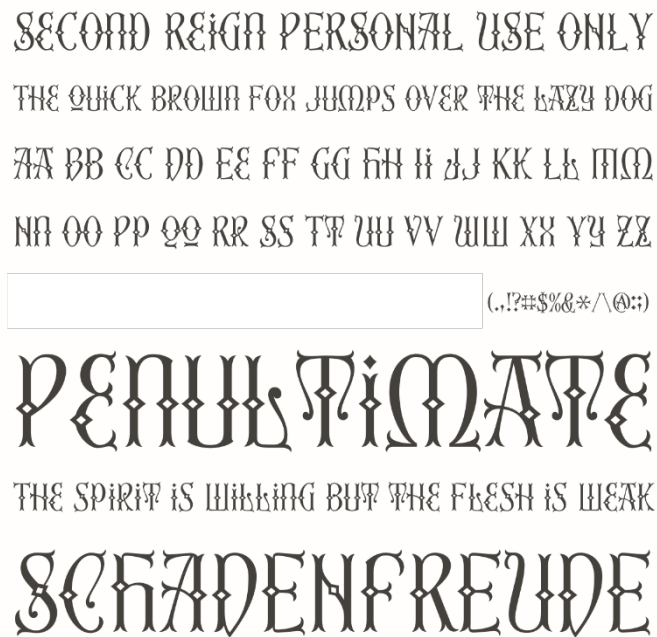 SECOND REiGN PERSONAL USE ONLY
THE QUiCK BROWN FOX JUMPS OVER THE LAZY DOG
AA BB CC DD EE FF GG HH Ii JJ KK LL MM
NN OO PP QQ RR SS TT UU VV WW XX YY ZZ
(.,!?#$%&*/\@:;)
PENULTiMATE
THE SPiRiT iS WiLLiNG BUT THE FLESH iS WEAK
SCHADENFREUDE